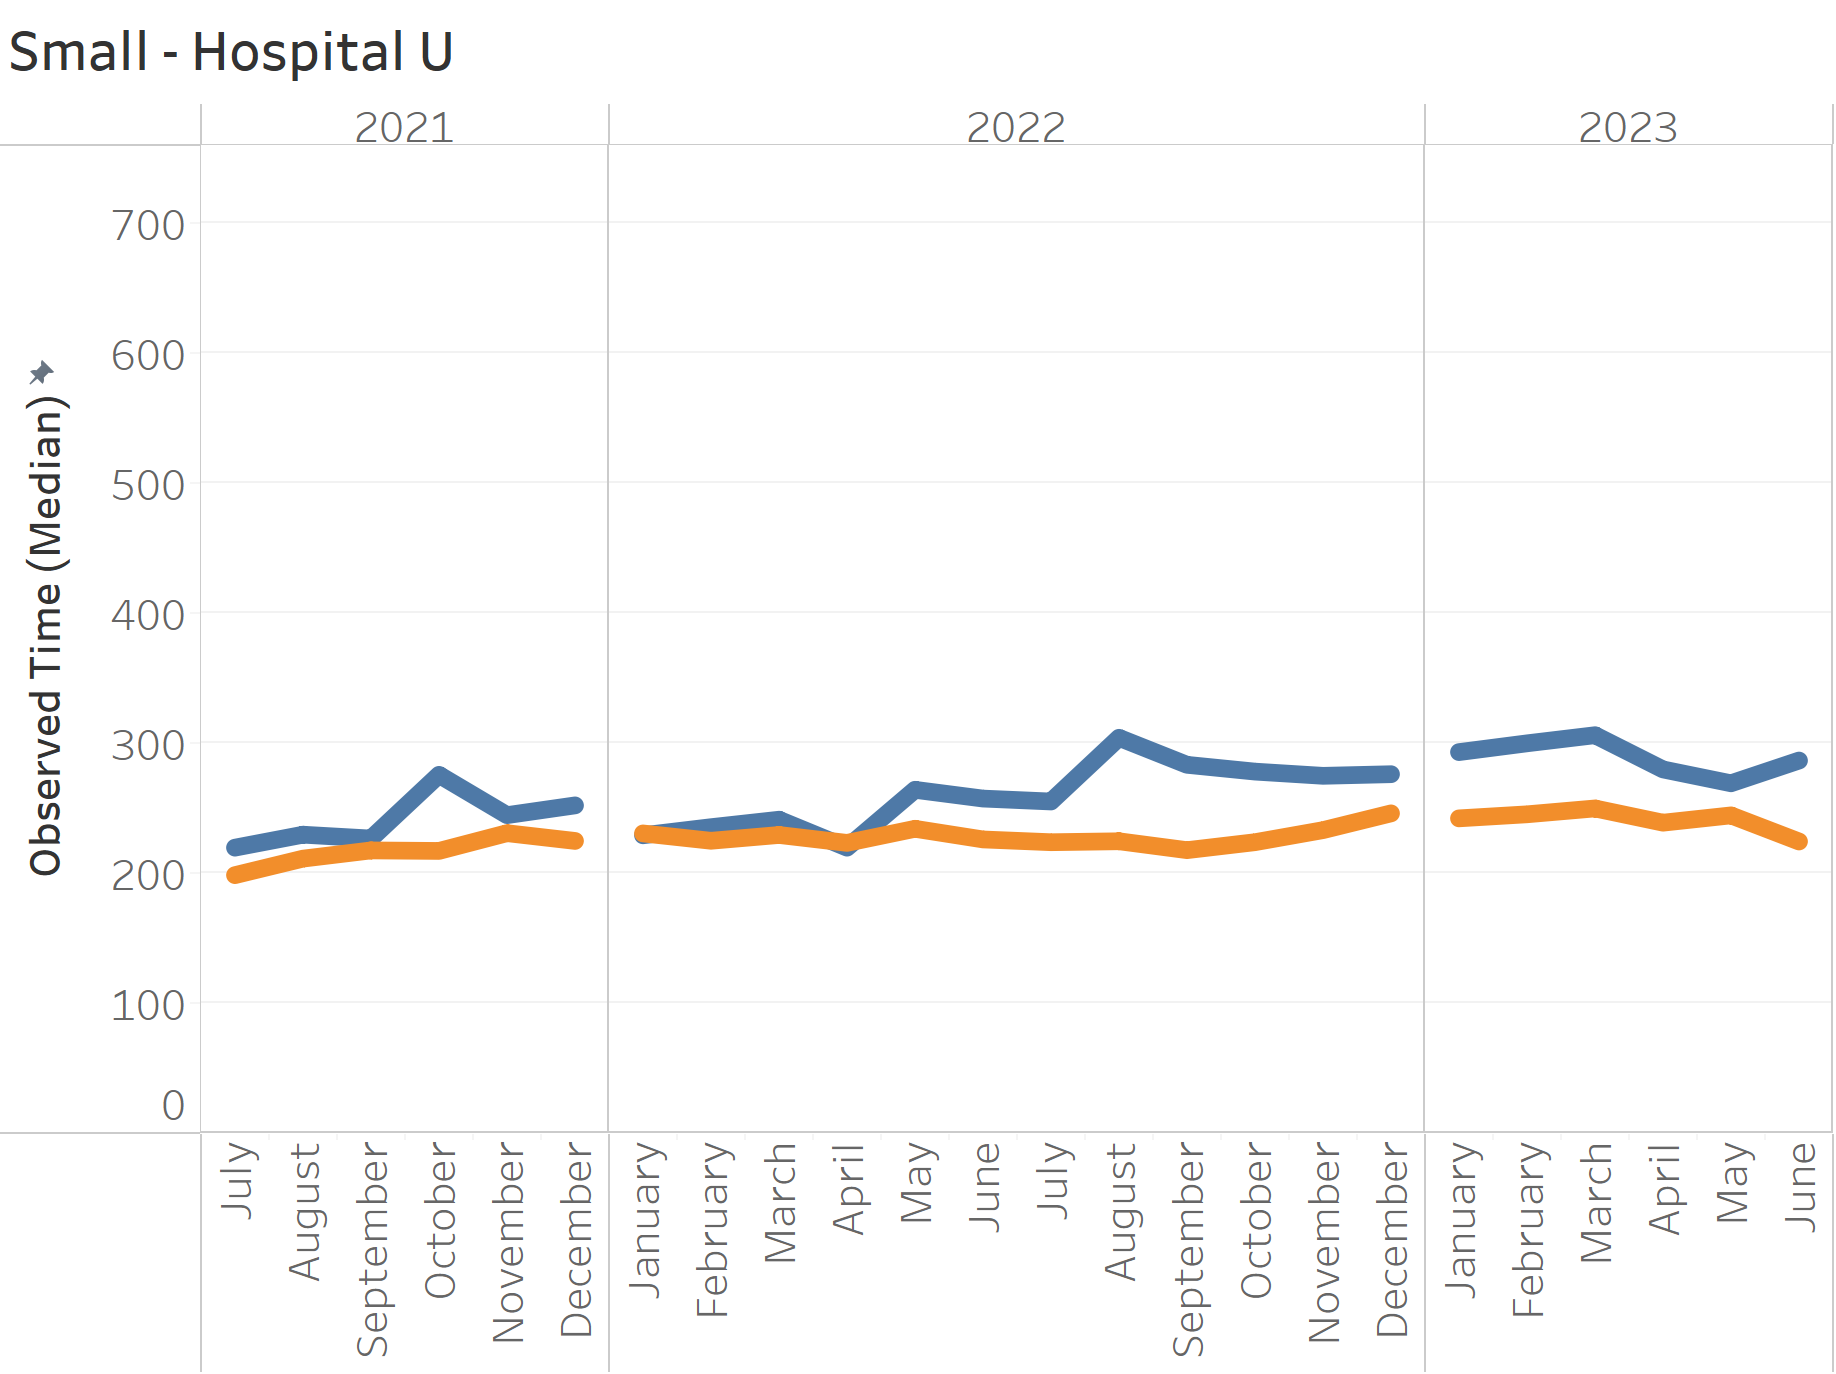 Small - Hospital U
2021 2022 2023
Observed Time (Median)
700
600
500
400
300
200
100
0
July August September October November December January February March April May June July August September October November December January February March April May June